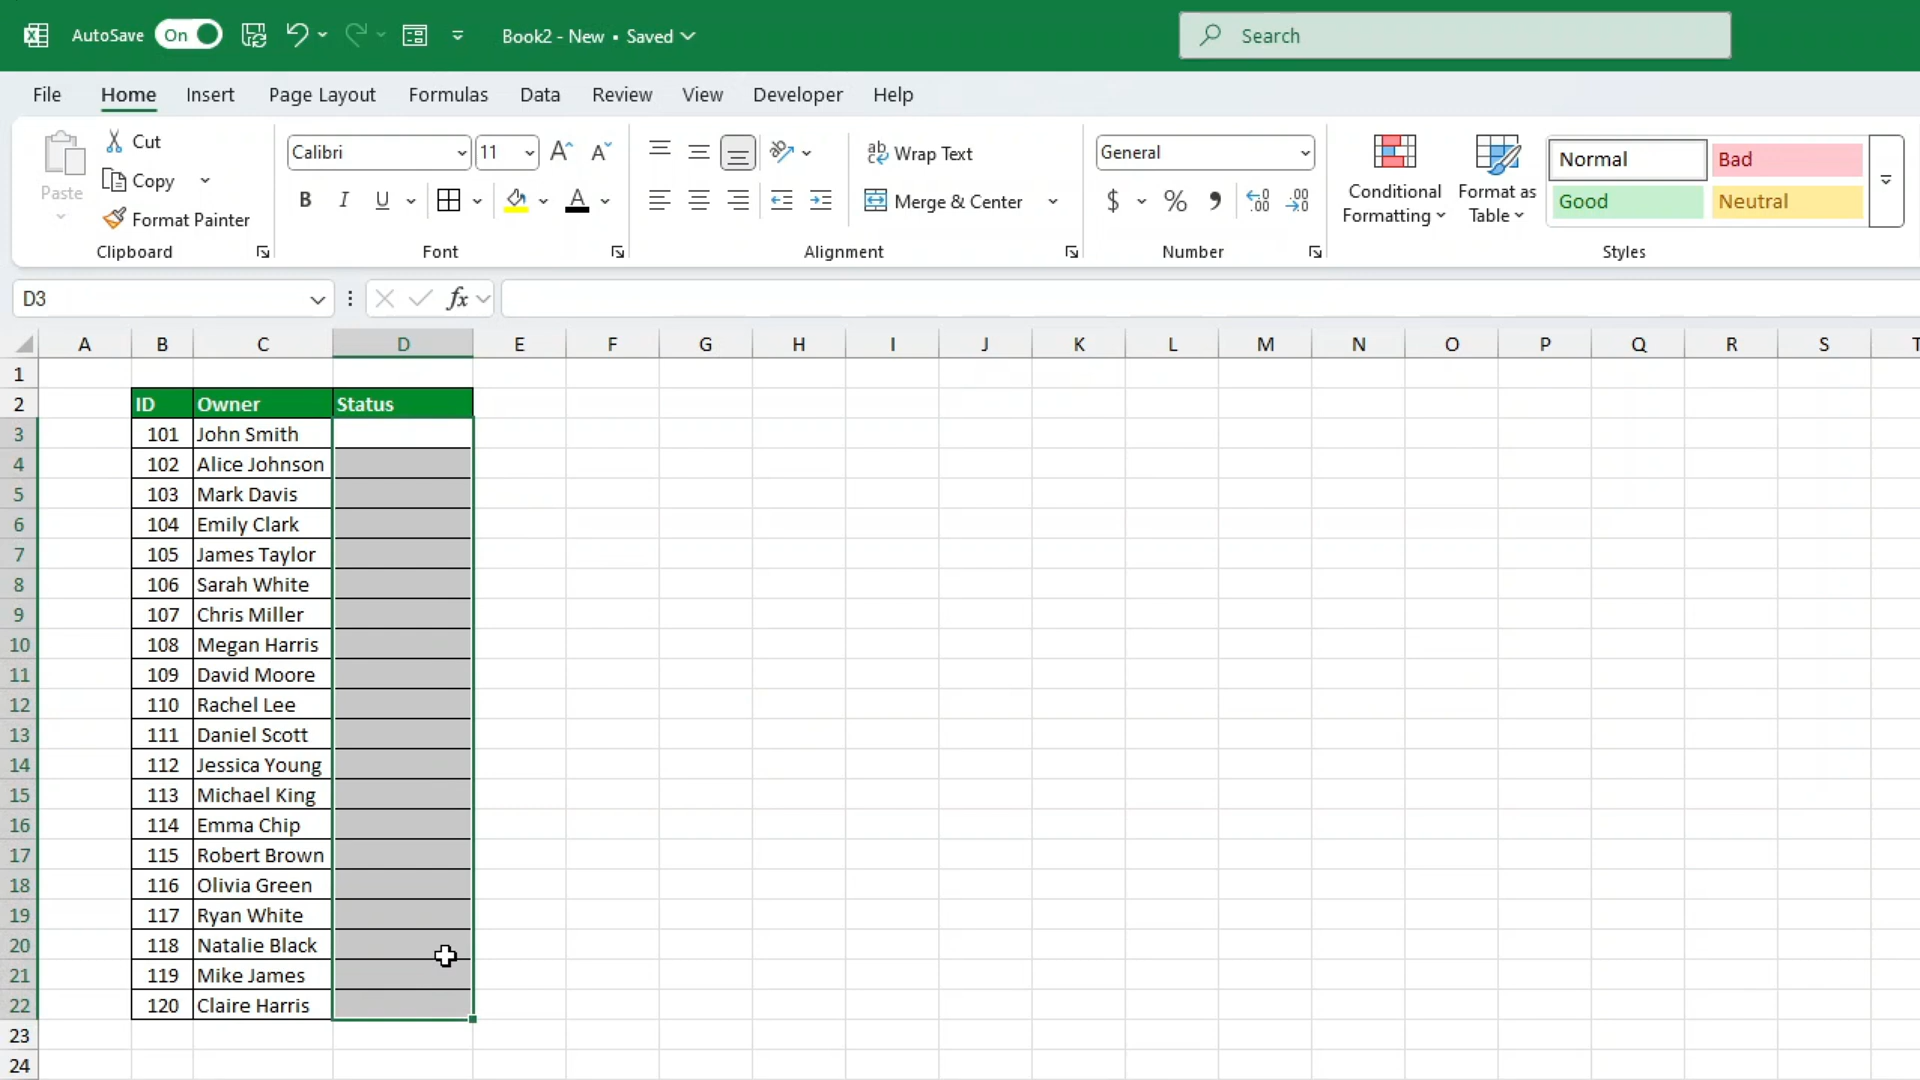 AutoSave On Book2 - New • Saved Search
File Home Insert Page Layout Formulas Data Review View Developer Help
Paste Cut Copy Format Painter Clipboard
Calibri 11 A^ A˅ B I U A Font
ab Wrap Text Merge & Center Alignment
General $ % , .00 .00 Number
Conditional Formatting Format as Table Normal Bad Good Neutral Styles
D3 fx
A B C D E F G H I J K L M N O P Q R S T
1
2 ID Owner Status
3 101 John Smith
4 102 Alice Johnson
5 103 Mark Davis
6 104 Emily Clark
7 105 James Taylor
8 106 Sarah White
9 107 Chris Miller
10 108 Megan Harris
11 109 David Moore
12 110 Rachel Lee
13 111 Daniel Scott
14 112 Jessica Young
15 113 Michael King
16 114 Emma Chip
17 115 Robert Brown
18 116 Olivia Green
19 117 Ryan White
20 118 Natalie Black
21 119 Mike James
22 120 Claire Harris
23
24